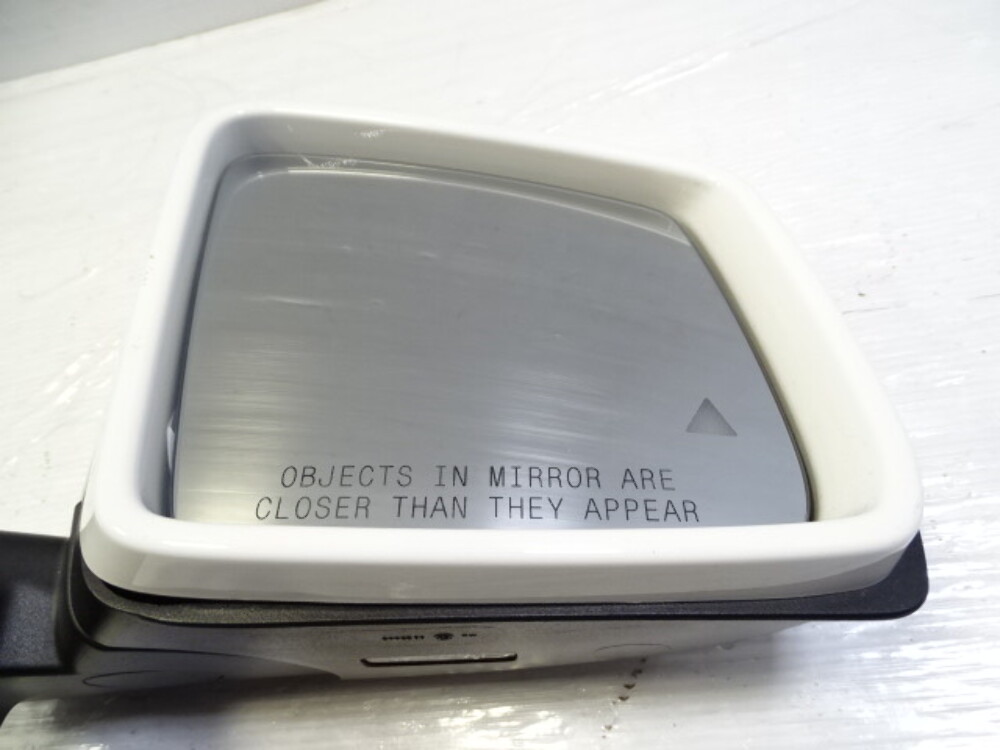 OBJECTS IN MIRROR ARE
CLOSER THAN THEY APPEAR